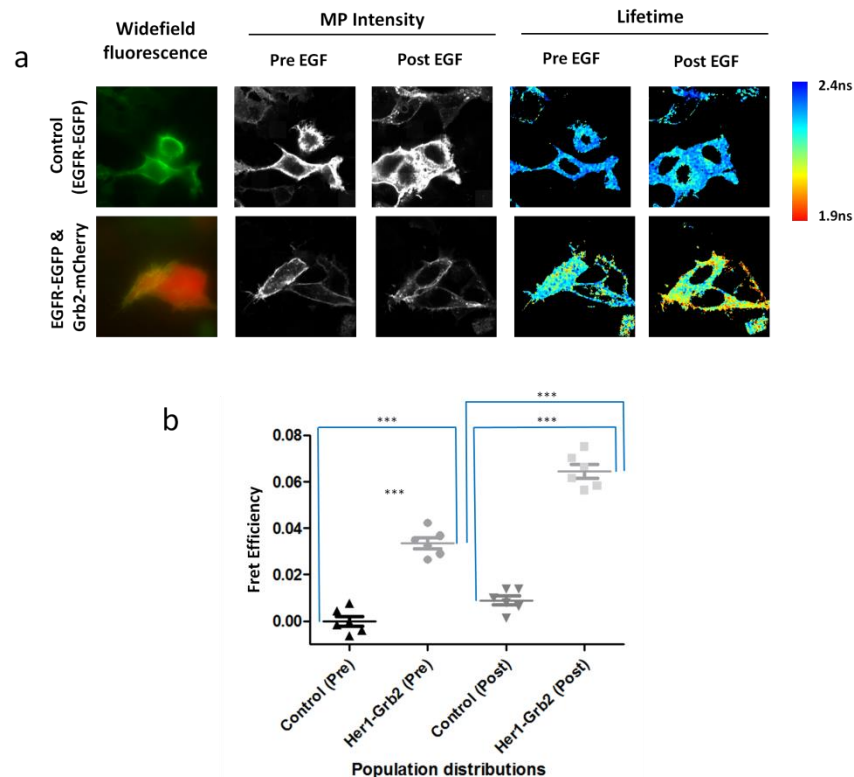 Widefield
fluorescence
MP Intensity
Lifetime
Pre EGF
Post EGF
Pre EGF
Post EGF
a
Control
(EGFR-EGFP)
2.4ns
1.9ns
EGFR-EGFP &
Grb2-mCherry
b
***
***
***
***
Fret Efficiency
0.08
0.06
0.04
0.02
0.00
Control (Pre)
Her1-Grb2 (Pre)
Control (Post)
Her1-Grb2 (Post)
Population distributions